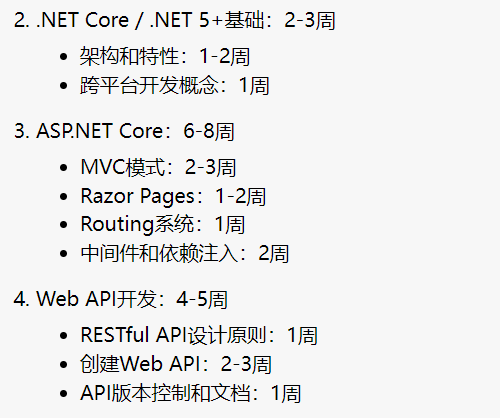 2. .NET Core / .NET 5+基础：2-3周
• 架构和特性：1-2周
• 跨平台开发概念：1周
3. ASP.NET Core：6-8周
• MVC模式：2-3周
• Razor Pages：1-2周
• Routing系统：1周
• 中间件和依赖注入：2周
4. Web API开发：4-5周
• RESTful API设计原则：1周
• 创建Web API：2-3周
• API版本控制和文档：1周